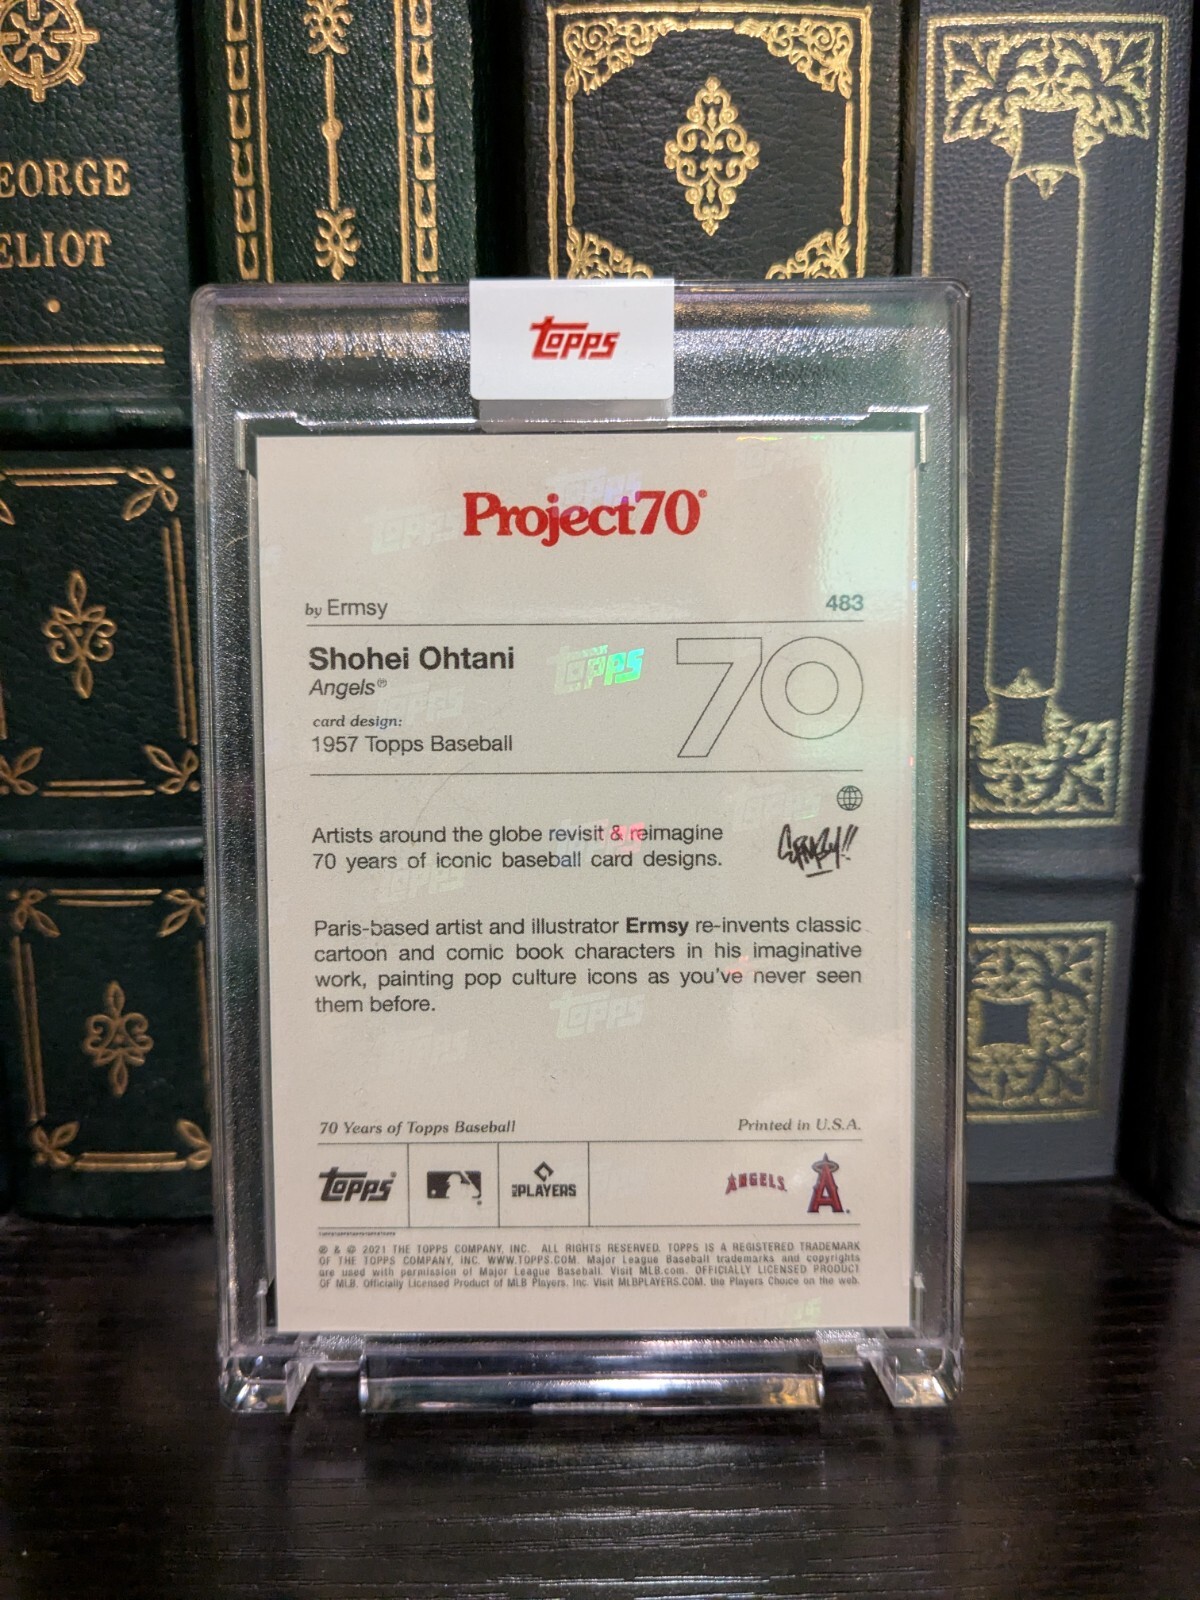 EORGE
ELIOT
topps
Project70®
by Ermsy
483
Shohei Ohtani
Angels®
70
card design:
1957 Topps Baseball
topps
Artists around the globe revisit & reimagine
70 years of iconic baseball card designs.
Ermsy!!
Paris-based artist and illustrator Ermsy re-invents classic
cartoon and comic book characters in his imaginative
work, painting pop culture icons as you've never seen
them before.
70 Years of Topps Baseball
Printed in U.S.A.
topps®
MLB PLAYERS
ANGELS
A
® & © 2021 THE TOPPS COMPANY, INC. ALL RIGHTS RESERVED. TOPPS IS A REGISTERED TRADEMARK
OF THE TOPPS COMPANY, INC. WWW.TOPPS.COM. Major League Baseball trademarks and copyrights
are used with permission of Major League Baseball. Visit MLB.com. OFFICIALLY LICENSED PRODUCT
OF MLB. Officially Licensed Product of MLB Players, Inc. Visit MLBPLAYERS.COM, the Players Choice on the web.